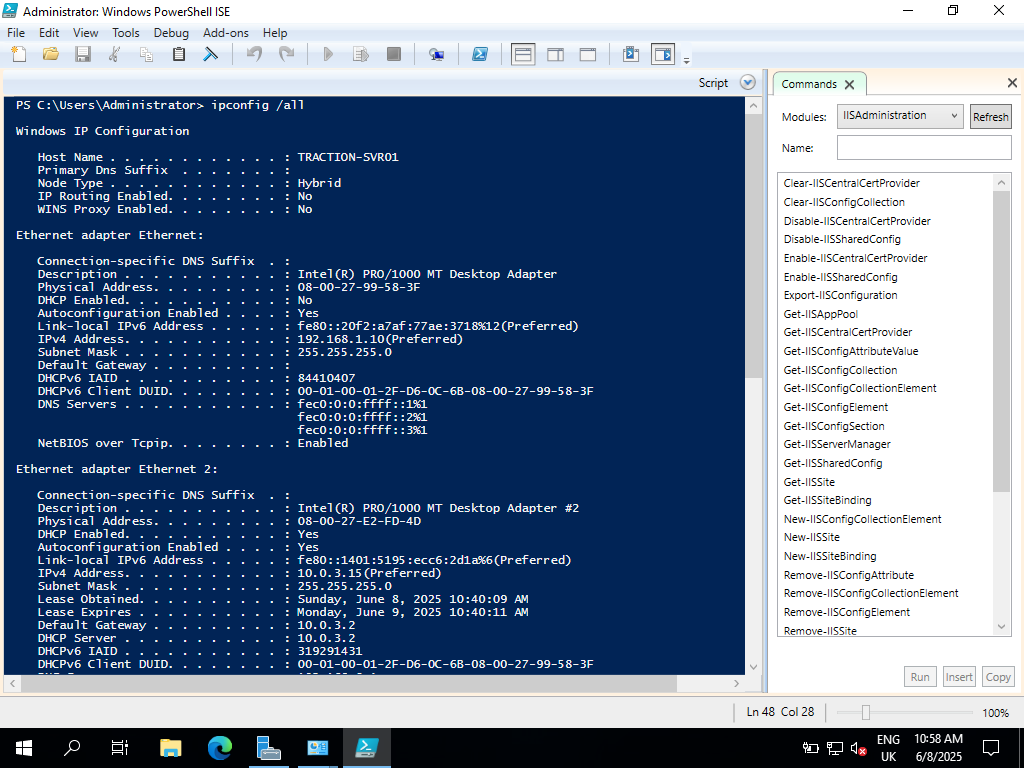 Administrator: Windows PowerShell ISE
File Edit View Tools Debug Add-ons Help
Script
PS C:\Users\Administrator> ipconfig /all
Windows IP Configuration
Host Name . . . . . . . . . . . . : TRACTION-SVR01
Primary Dns Suffix  . . . . . . . :
Node Type . . . . . . . . . . . . : Hybrid
IP Routing Enabled. . . . . . . . : No
WINS Proxy Enabled. . . . . . . . : No
Ethernet adapter Ethernet:
Connection-specific DNS Suffix  . :
Description . . . . . . . . . . . : Intel(R) PRO/1000 MT Desktop Adapter
Physical Address. . . . . . . . . : 08-00-27-99-58-3F
DHCP Enabled. . . . . . . . . . . : No
Autoconfiguration Enabled . . . . : Yes
Link-local IPv6 Address . . . . . : fe80::20f2:a7af:77ae:3718%12(Preferred)
IPv4 Address. . . . . . . . . . . : 192.168.1.10(Preferred)
Subnet Mask . . . . . . . . . . . : 255.255.255.0
Default Gateway . . . . . . . . . :
DHCPv6 IAID . . . . . . . . . . . : 84410407
DHCPv6 Client DUID. . . . . . . . : 00-01-00-01-2F-D6-0C-6B-08-00-27-99-58-3F
DNS Servers . . . . . . . . . . . : fec0:0:0:ffff::1%1
fec0:0:0:ffff::2%1
fec0:0:0:ffff::3%1
NetBIOS over Tcpip. . . . . . . . : Enabled
Ethernet adapter Ethernet 2:
Connection-specific DNS Suffix  . :
Description . . . . . . . . . . . : Intel(R) PRO/1000 MT Desktop Adapter #2
Physical Address. . . . . . . . . : 08-00-27-E2-FD-4D
DHCP Enabled. . . . . . . . . . . : Yes
Autoconfiguration Enabled . . . . : Yes
Link-local IPv6 Address . . . . . : fe80::1401:5195:ecc6:2d1a%6(Preferred)
IPv4 Address. . . . . . . . . . . : 10.0.3.15(Preferred)
Subnet Mask . . . . . . . . . . . : 255.255.255.0
Lease Obtained. . . . . . . . . . : Sunday, June 8, 2025 10:40:09 AM
Lease Expires . . . . . . . . . . : Monday, June 9, 2025 10:40:11 AM
Default Gateway . . . . . . . . . : 10.0.3.2
DHCP Server . . . . . . . . . . . : 10.0.3.2
DHCPv6 IAID . . . . . . . . . . . : 319291431
DHCPv6 Client DUID. . . . . . . . : 00-01-00-01-2F-D6-0C-6B-08-00-27-99-58-3F
Commands
Modules: IISAdministration Refresh
Name:
Clear-IISCentralCertProvider
Clear-IISConfigCollection
Disable-IISCentralCertProvider
Disable-IISSharedConfig
Enable-IISCentralCertProvider
Enable-IISSharedConfig
Export-IISConfiguration
Get-IISAppPool
Get-IISCentralCertProvider
Get-IISConfigAttributeValue
Get-IISConfigCollection
Get-IISConfigCollectionElement
Get-IISConfigElement
Get-IISConfigSection
Get-IISServerManager
Get-IISSharedConfig
Get-IISSite
Get-IISSiteBinding
New-IISConfigCollectionElement
New-IISSite
New-IISSiteBinding
Remove-IISConfigAttribute
Remove-IISConfigCollectionElement
Remove-IISConfigElement
Remove-IISSite
Run Insert Copy
Ln 48 Col 28 100%
ENG
UK
10:58 AM
6/8/2025